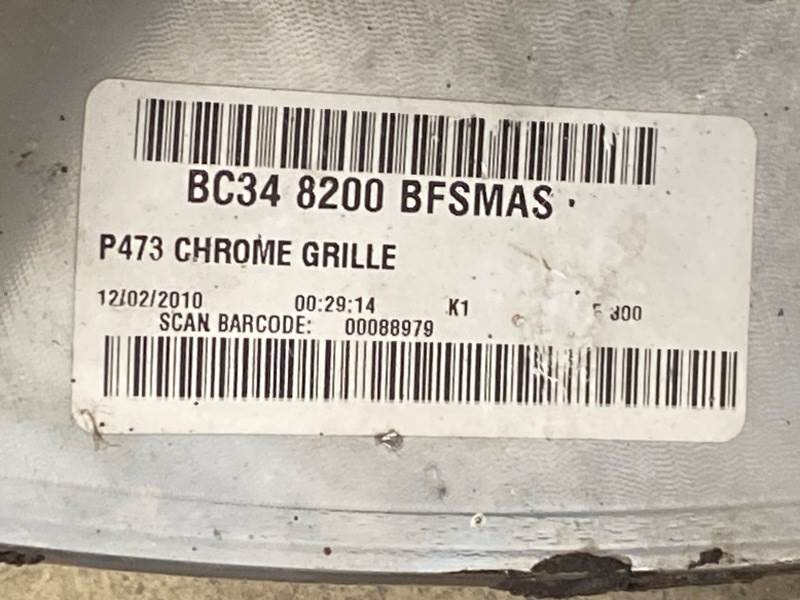 BC34 8200 BFSMAS
P473 CHROME GRILLE
12/02/2010 00:29:14 K1
SCAN BARCODE: 00088979